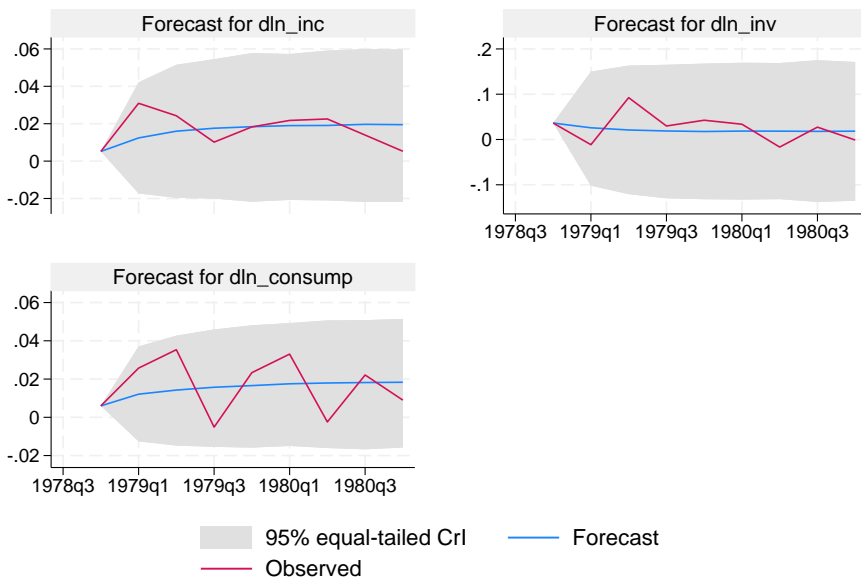 Forecast for dln_inc
.06
.04
.02
0
-.02
Forecast for dln_inv
.2
.1
0
-.1
1978q3 1979q1 1979q3 1980q1 1980q3
Forecast for dln_consump
.06
.04
.02
0
-.02
1978q3 1979q1 1979q3 1980q1 1980q3
95% equal-tailed CrI Forecast
Observed